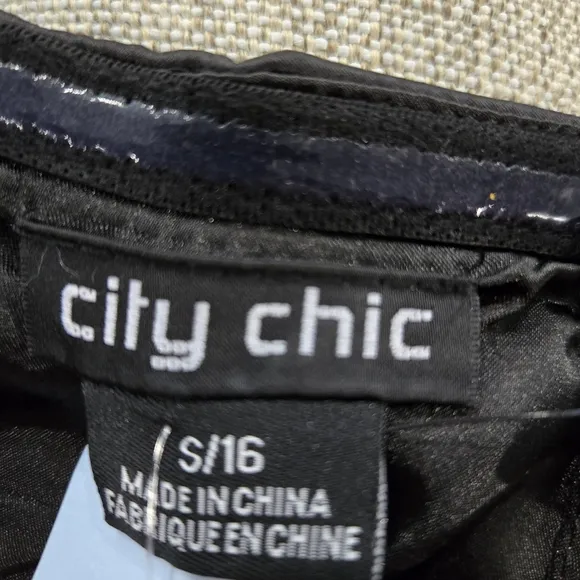 city chic
S/16
MADE IN CHINA
FABRIQUE EN CHINE